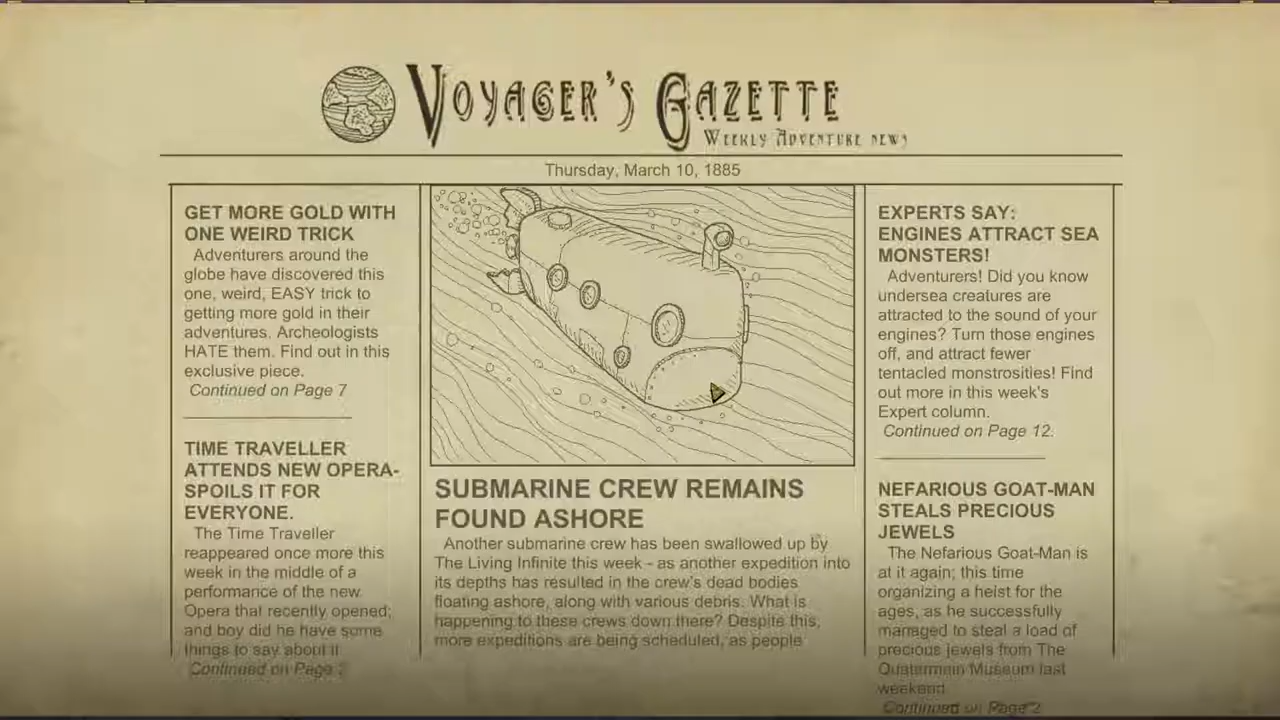 VOYAGER'S GAZETTE
WEEKLY ADVENTURE NEWS
Thursday, March 10, 1885
GET MORE GOLD WITH
ONE WEIRD TRICK
Adventurers around the
globe have discovered this
one, weird, EASY trick to
getting more gold in their
adventures. Archeologists
HATE them. Find out in this
exclusive piece.
Continued on Page 7
TIME TRAVELLER
ATTENDS NEW OPERA-
SPOILS IT FOR
EVERYONE.
The Time Traveller
reappeared once more this
week in the middle of a
performance of the new
Opera that recently opened;
and boy did he have some
things to say about it
Continued on Page
SUBMARINE CREW REMAINS
FOUND ASHORE
Another submarine crew has been swallowed up by
The Living Infinite this week - as another expedition into
its depths has resulted in the crew's dead bodies
floating ashore, along with various debris. What is
happening to these crews down there? Despite this,
more expeditions are being scheduled, as people
EXPERTS SAY:
ENGINES ATTRACT SEA
MONSTERS!
Adventurers! Did you know
undersea creatures are
attracted to the sound of your
engines? Turn those engines
off, and attract fewer
tentacled monstrosities! Find
out more in this week's
Expert column.
Continued on Page 12.
NEFARIOUS GOAT-MAN
STEALS PRECIOUS
JEWELS
The Nefarious Goat-Man is
at it again; this time
organizing a heist for the
ages, as he successfully
managed to steal a load of
precious jewels from The
Quatermain Museum last
weekend.
Continued on Page 2